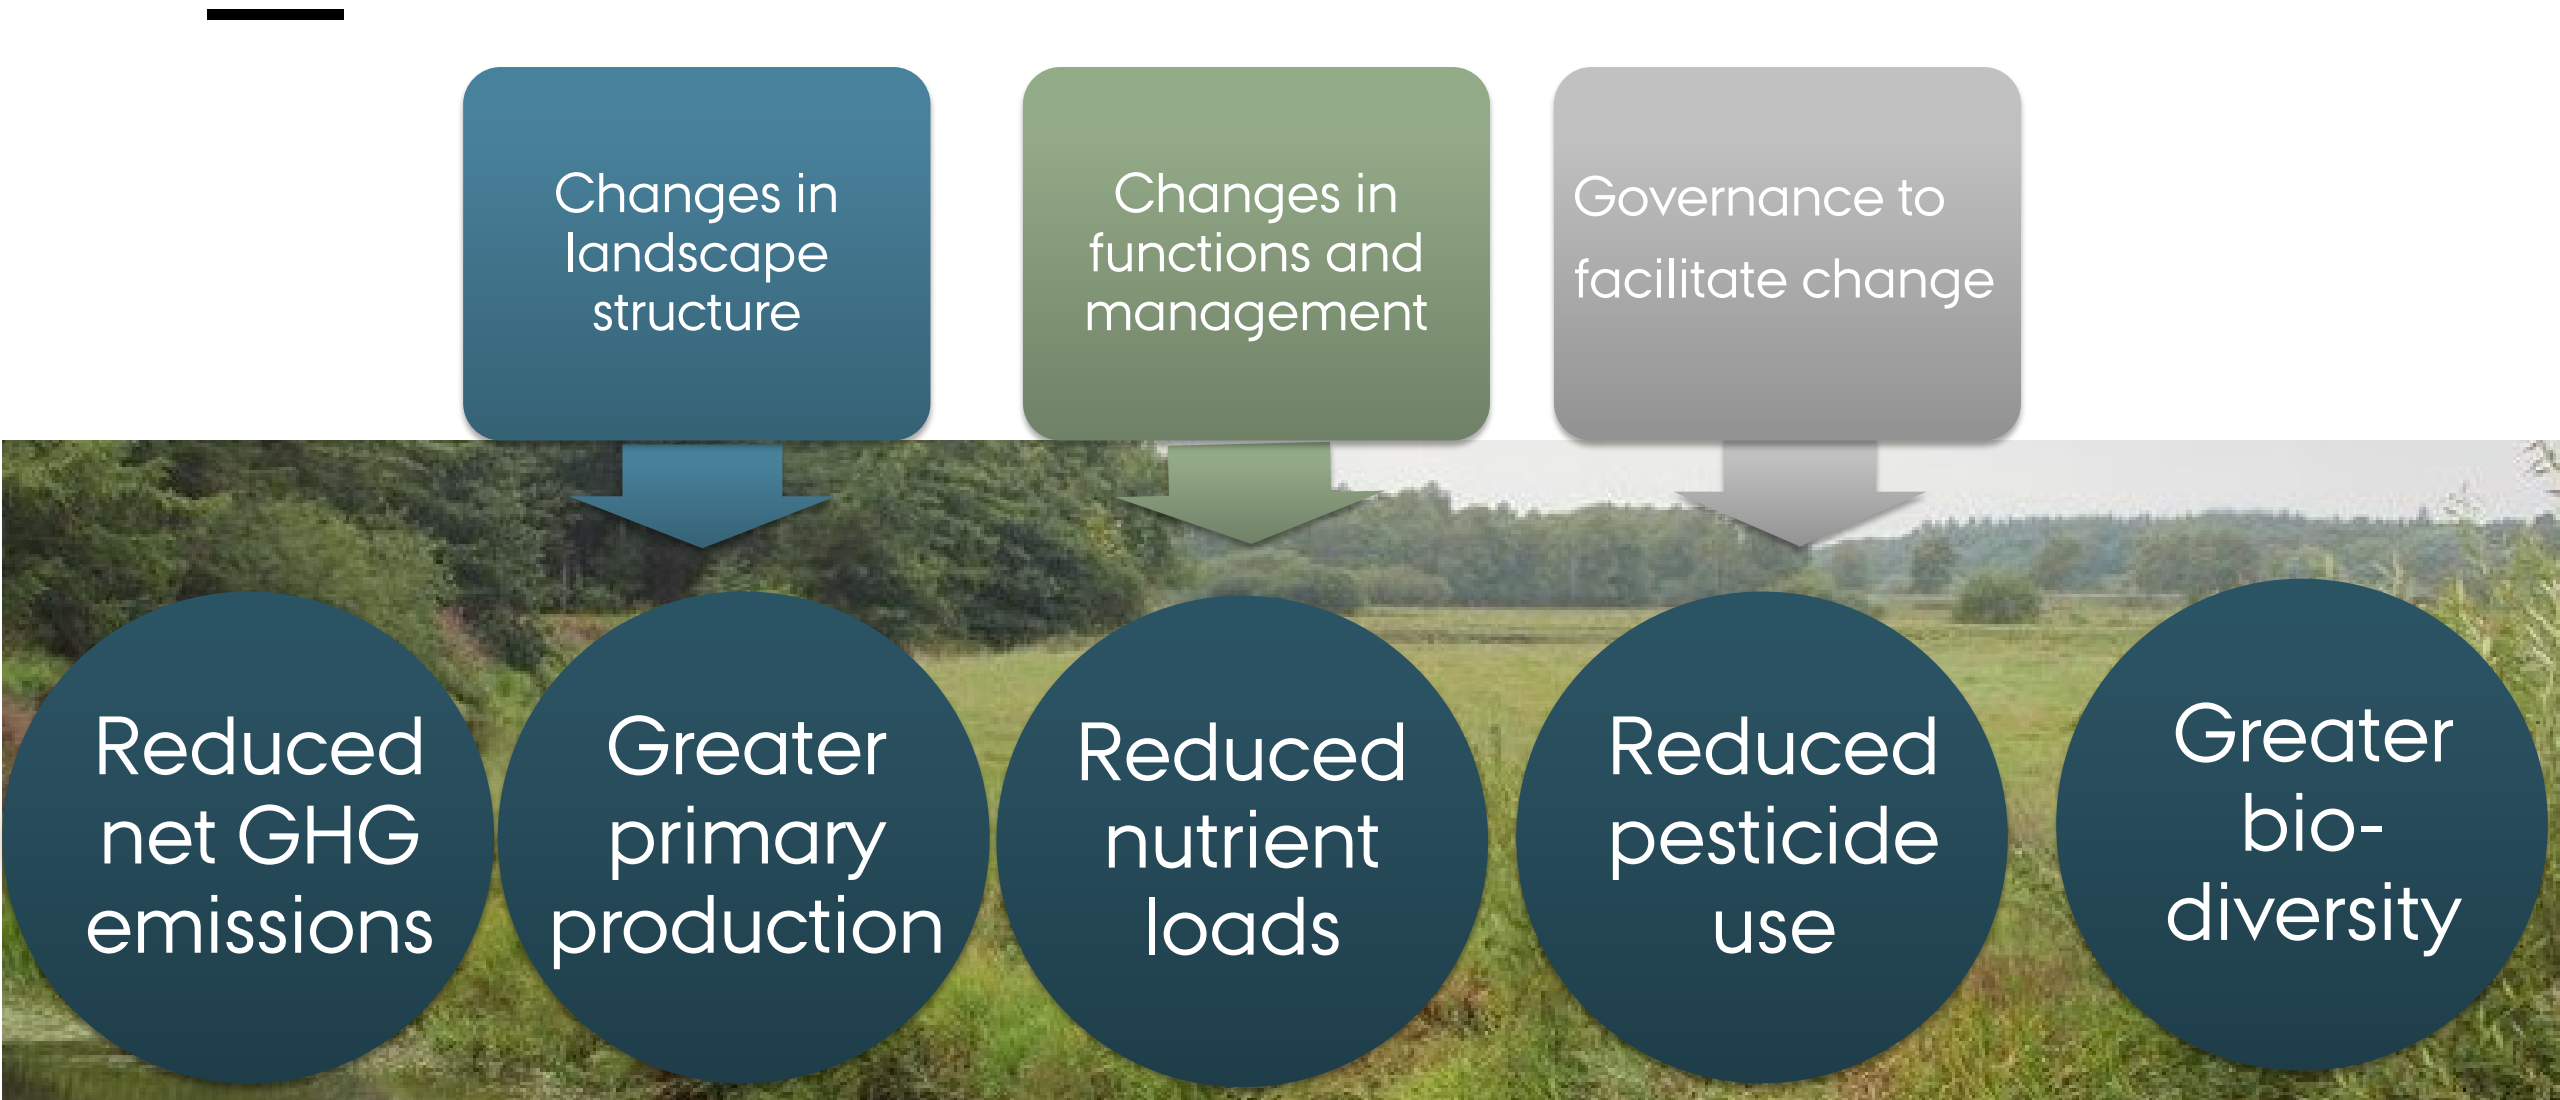 Changes in
landscape
structure
Changes in
functions and
management
Governance to
facilitate change
Reduced
net GHG
emissions
Greater
primary
production
Reduced
nutrient
loads
Reduced
pesticide
use
Greater
bio-
diversity